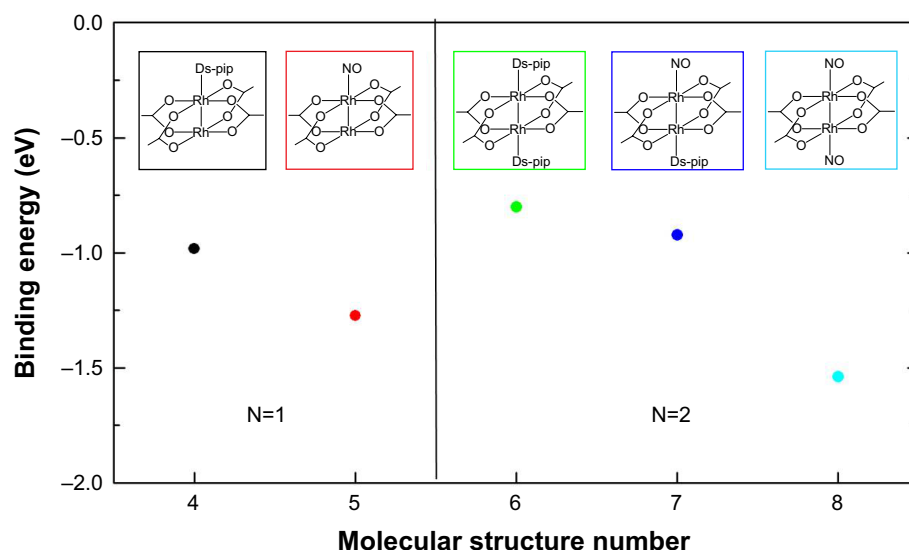 0.0
−0.5
−1.0
−1.5
−2.0
Binding energy (eV)
Ds-pip
O
O
O
Rh
O
O
Rh
O
O
O
NO
O
O
O
Rh
O
O
Rh
O
O
O
Ds-pip
O
O
O
Rh
O
O
Rh
O
O
O
Ds-pip
NO
O
O
O
Rh
O
O
Rh
O
O
O
Ds-pip
NO
O
O
O
Rh
O
O
Rh
O
O
O
NO
N=1
N=2
4 5 6 7 8
Molecular structure number